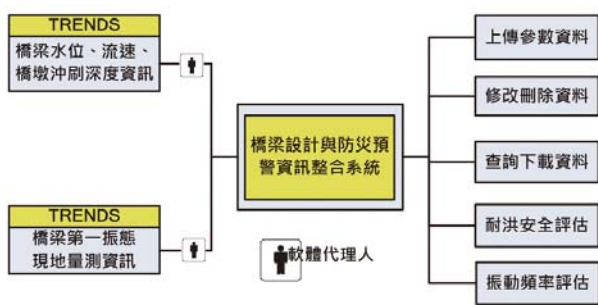 TRENDS
橋梁水位、流速、
橋墩沖刷深度資訊
TRENDS
橋梁第一振態
現地量測資訊
橋梁設計與防災預
警資訊整合系統
軟體代理人
上傳參數資料
修改刪除資料
查詢下載資料
耐洪安全評估
振動頻率評估